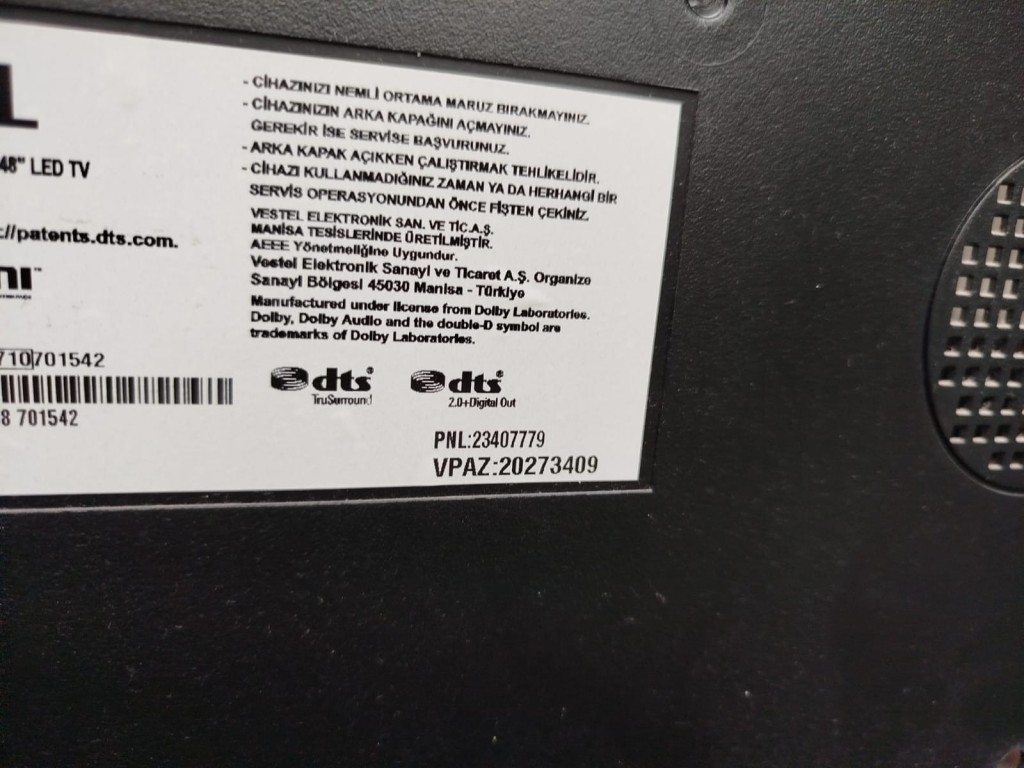 L
48" LED TV
://patents.dts.com.
710701542
8 701542
- CİHAZINIZI NEMLİ ORTAMA MARUZ BIRAKMAYINIZ.
- CİHAZINIZIN ARKA KAPAĞINI AÇMAYINIZ.
GEREKİR İSE SERVİSE BAŞVURUNUZ.
- ARKA KAPAK AÇIKKEN ÇALIŞTIRMAK TEHLİKELİDİR.
- CİHAZI KULLANMADIĞINIZ ZAMAN YA DA HERHANGİ BİR
SERVİS OPERASYONUNDAN ÖNCE FİŞTEN ÇEKİNİZ.
VESTEL ELEKTRONİK SAN. VE TİC.A.Ş.
MANİSA TESİSLERİNDE ÜRETİLMİŞTİR.
AEEE Yönetmeliğine Uygundur.
Vestel Elektronik Sanayi ve Ticaret A.Ş. Organize
Sanayi Bölgesi 45030 Manisa - Türkiye
Manufactured under license from Dolby Laboratories.
Dolby, Dolby Audio and the double-D symbol are
trademarks of Dolby Laboratories.
dts dts
TruSurround 2.0+Digital Out
PNL:23407779
VPAZ:20273409